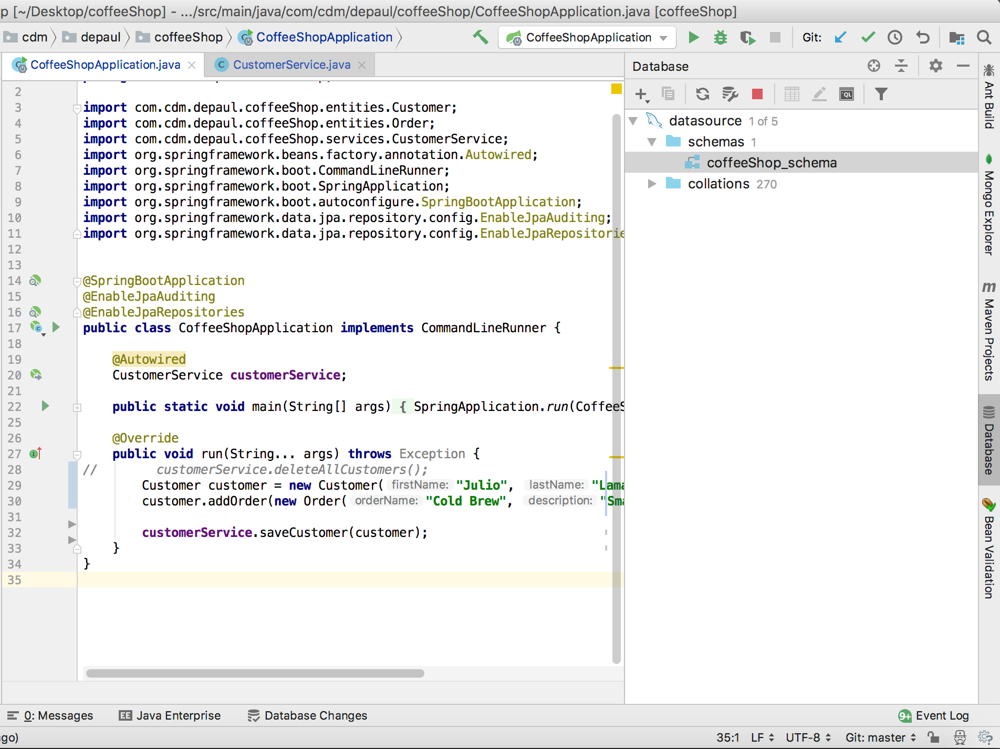 p [~/Desktop/coffeeShop] - .../src/main/java/com/cdm/depaul/coffeeShop/CoffeeShopApplication.java [coffeeShop]
cdm depaul coffeeShop CoffeeShopApplication CoffeeShopApplication Git:
CoffeeShopApplication.java CustomerService.java
Database
2
3 import com.cdm.depaul.coffeeShop.entities.Customer;
4 import com.cdm.depaul.coffeeShop.entities.Order;
5 import com.cdm.depaul.coffeeShop.services.CustomerService;
6 import org.springframework.beans.factory.annotation.Autowired;
7 import org.springframework.boot.CommandLineRunner;
8 import org.springframework.boot.SpringApplication;
9 import org.springframework.boot.autoconfigure.SpringBootApplication;
10 import org.springframework.data.jpa.repository.config.EnableJpaAuditing;
11 import org.springframework.data.jpa.repository.config.EnableJpaRepositorie
12
13
14 @SpringBootApplication
15 @EnableJpaAuditing
16 @EnableJpaRepositories
17 public class CoffeeShopApplication implements CommandLineRunner {
18
19 @Autowired
20 CustomerService customerService;
21
22 public static void main(String[] args) { SpringApplication.run(CoffeeS
25
26 @Override
27 public void run(String... args) throws Exception {
28 // customerService.deleteAllCustomers();
29 Customer customer = new Customer( firstName: "Julio", lastName: "Lama
30 customer.addOrder(new Order( orderName: "Cold Brew", description: "Sma
31
32 customerService.saveCustomer(customer);
33 }
34 }
35
QL
datasource 1 of 5
schemas 1
coffeeShop_schema
collations 270
Ant Build
Mongo Explorer
m Maven Projects
Database
Bean Validation
0: Messages EE Java Enterprise Database Changes 9+ Event Log
go) 35:1 LF UTF-8 Git: master